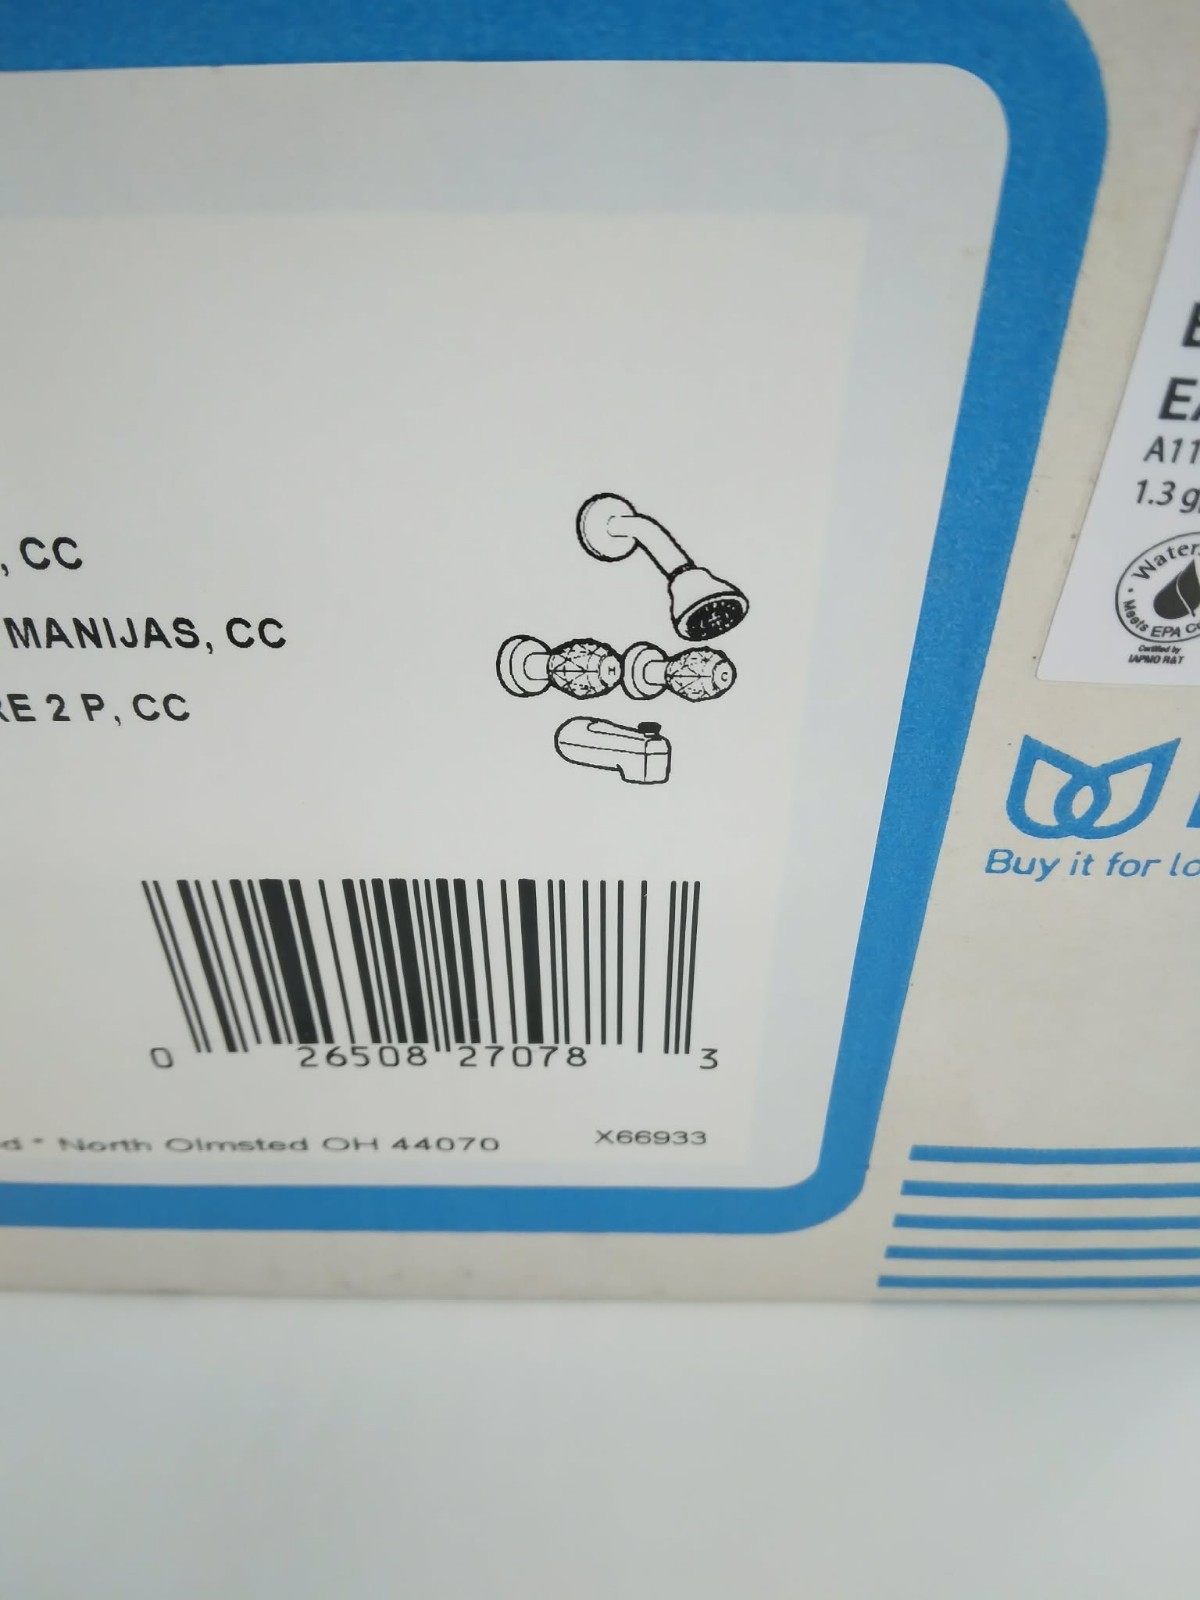 , CC
MANIJAS, CC
RE 2 P, CC
H C
0 26508 27078 3
d * North Olmsted OH 44070 X66933
E
EA
A11
1.3 g
Water
Meets EPA C
Certified by
IAPMO R&T
Buy it for lo